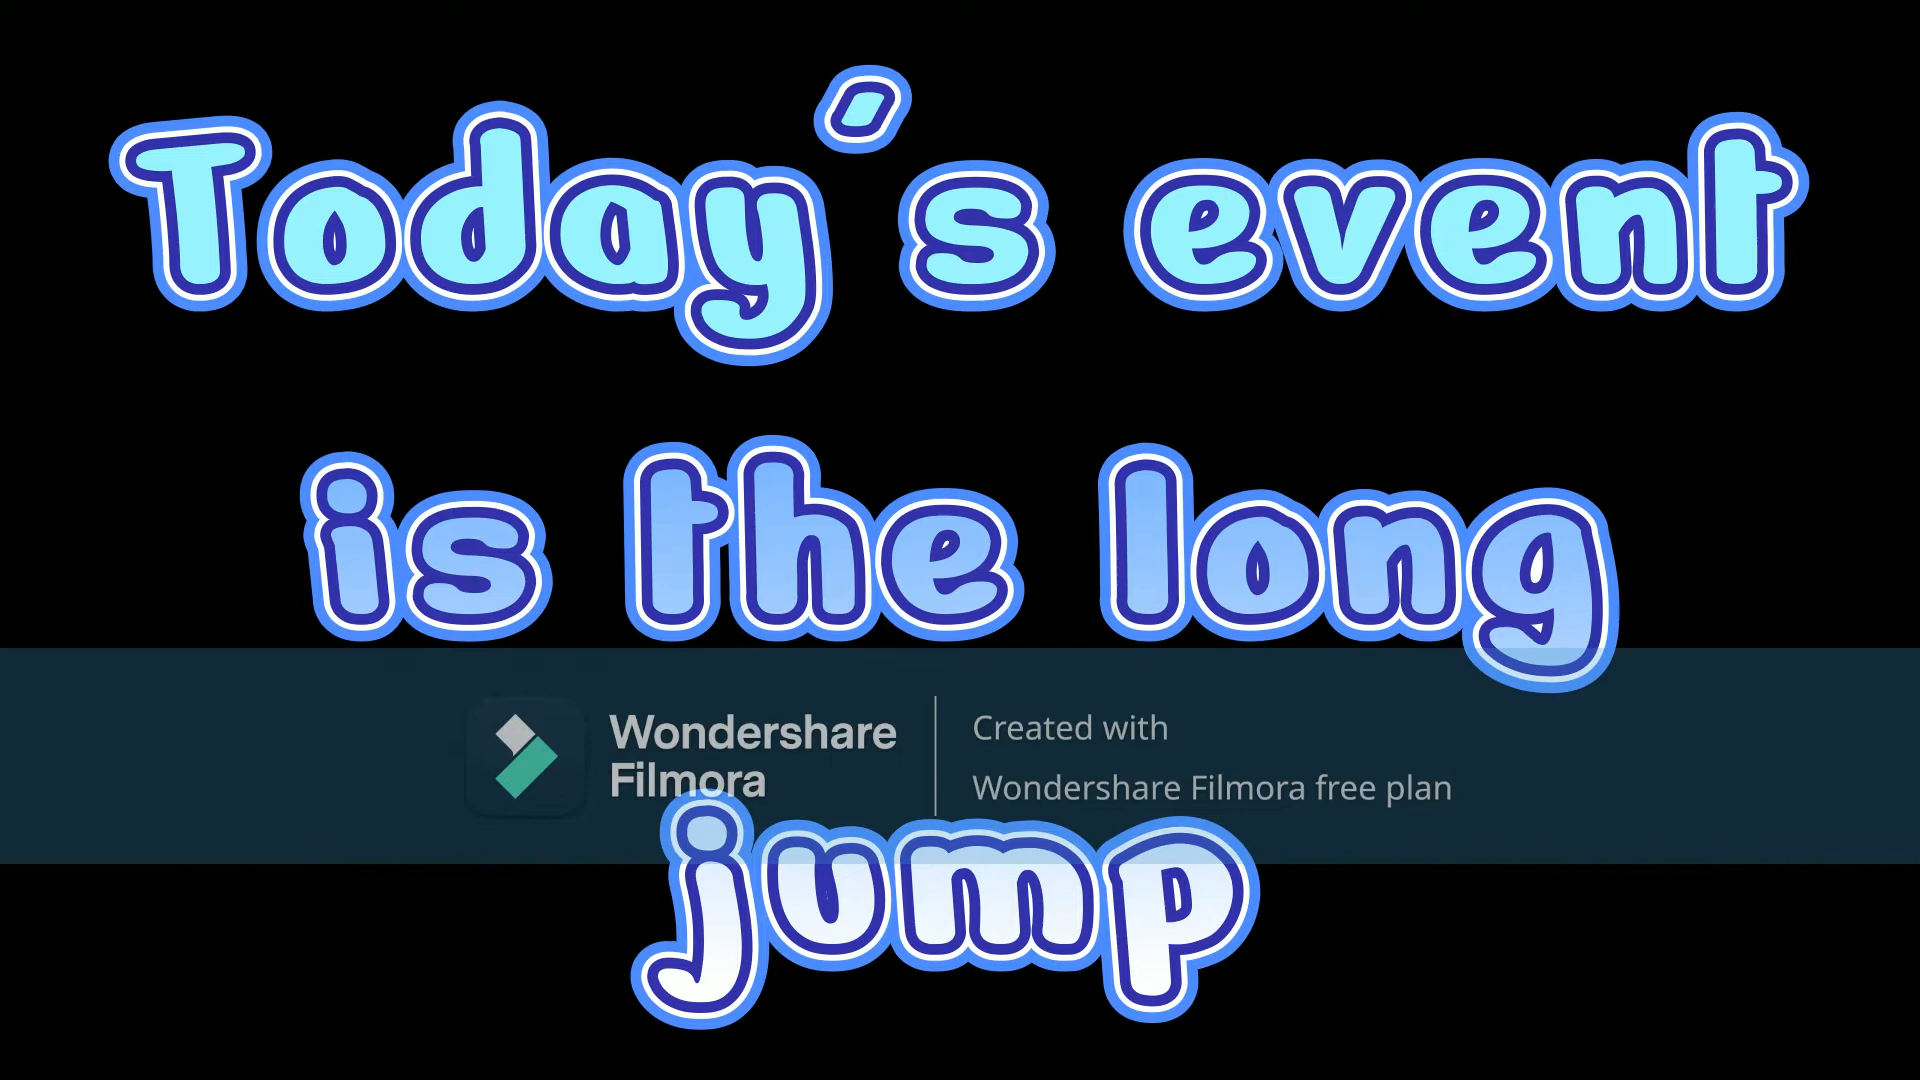 Today's event
is the long
Wondershare
Filmora
Created with
Wondershare Filmora free plan
jump